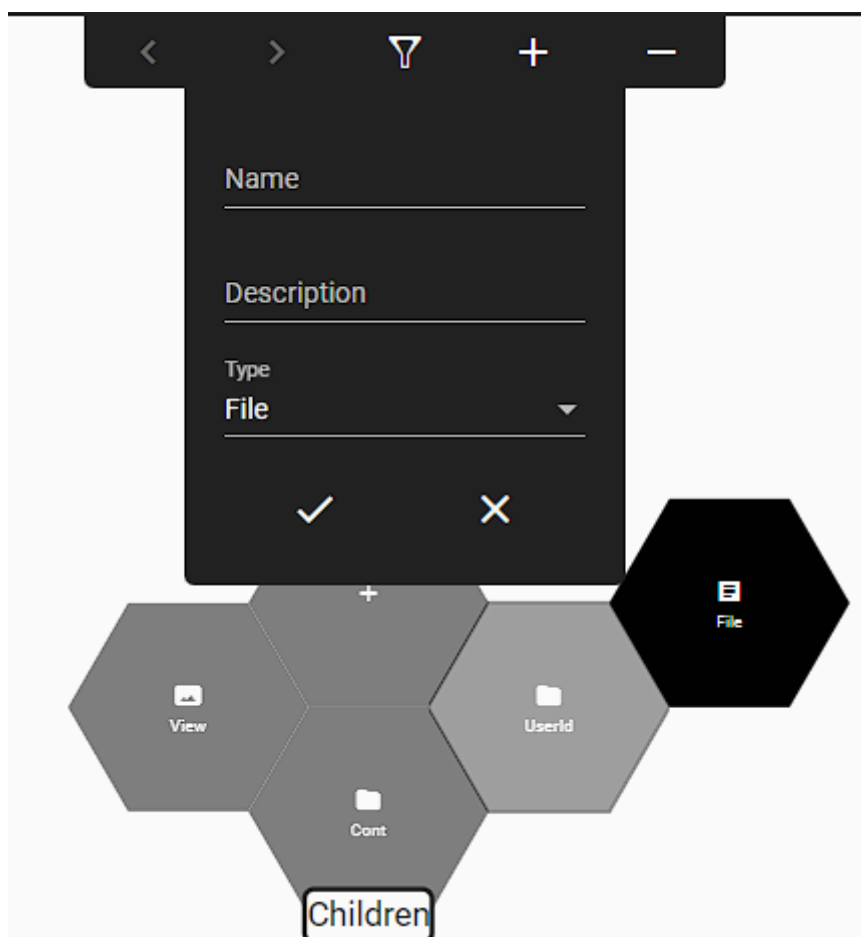 Name
Description
Type
File
File
View
UserId
Cont
Children